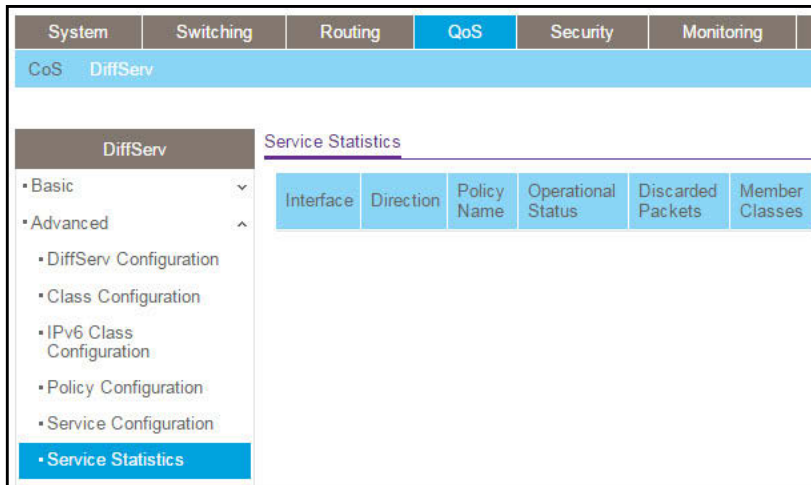 System Switching Routing QoS Security Monitoring
CoS DiffServ
DiffServ
Service Statistics
Basic
Advanced
DiffServ Configuration
Class Configuration
IPv6 Class
Configuration
Policy Configuration
Service Configuration
Service Statistics
Interface Direction Policy Name Operational Status Discarded Packets Member Classes